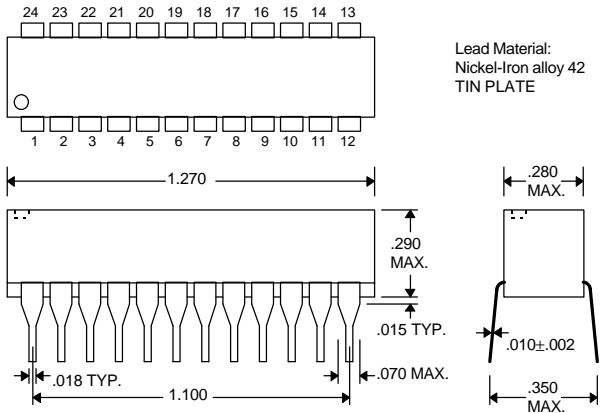 24 23 22 21 20 19 18 17 16 15 14 13
Lead Material:
Nickel-Iron alloy 42
TIN PLATE
1 2 3 4 5 6 7 8 9 10 11 12
1.270
.280
MAX.
.290
MAX.
.015 TYP.
.010±.002
.018 TYP.
.070 MAX.
1.100
.350
MAX.